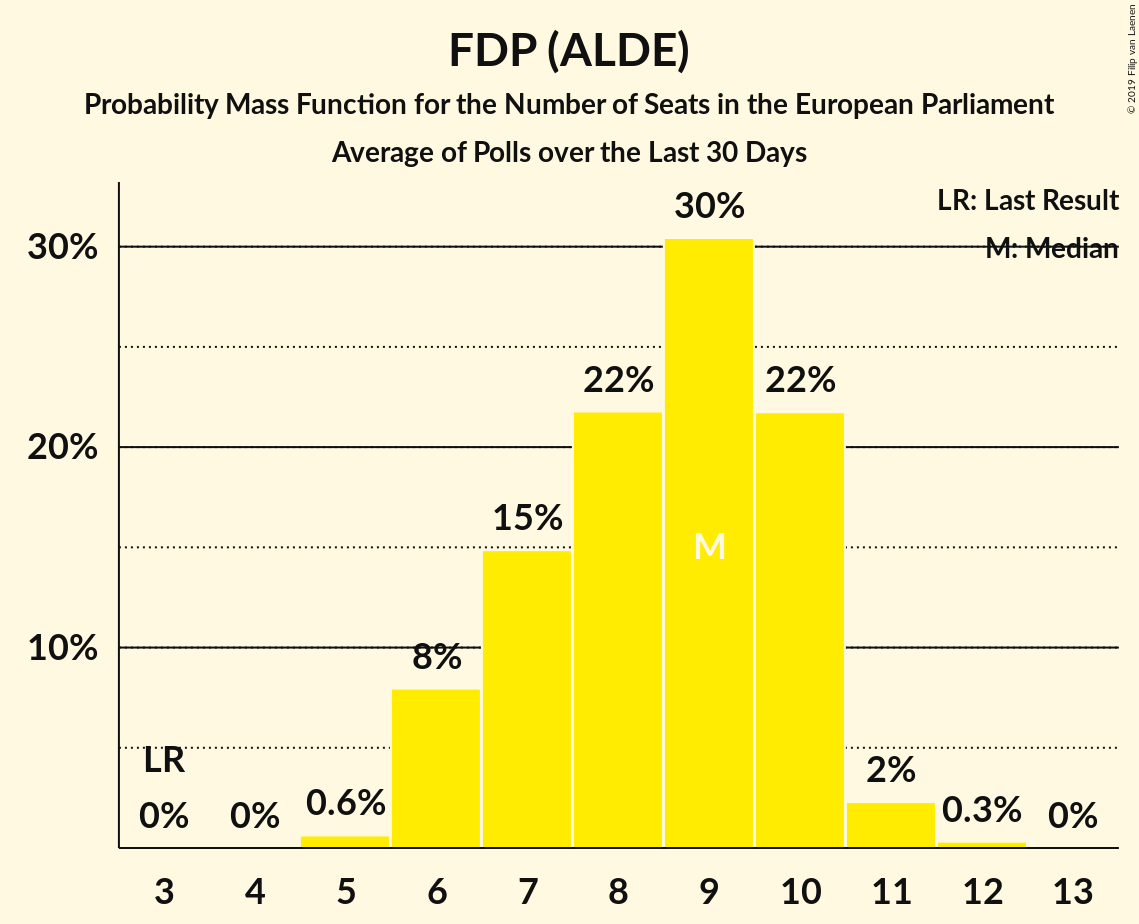 FDP (ALDE)
Probability Mass Function for the Number of Seats in the European Parliament
Average of Polls over the Last 30 Days
© 2019 Filip van Laenen
LR: Last Result
M: Median
30%
20%
10%
LR
0%
0%
0.6%
8%
15%
22%
30%
22%
2%
0.3%
0%
M
3 4 5 6 7 8 9 10 11 12 13